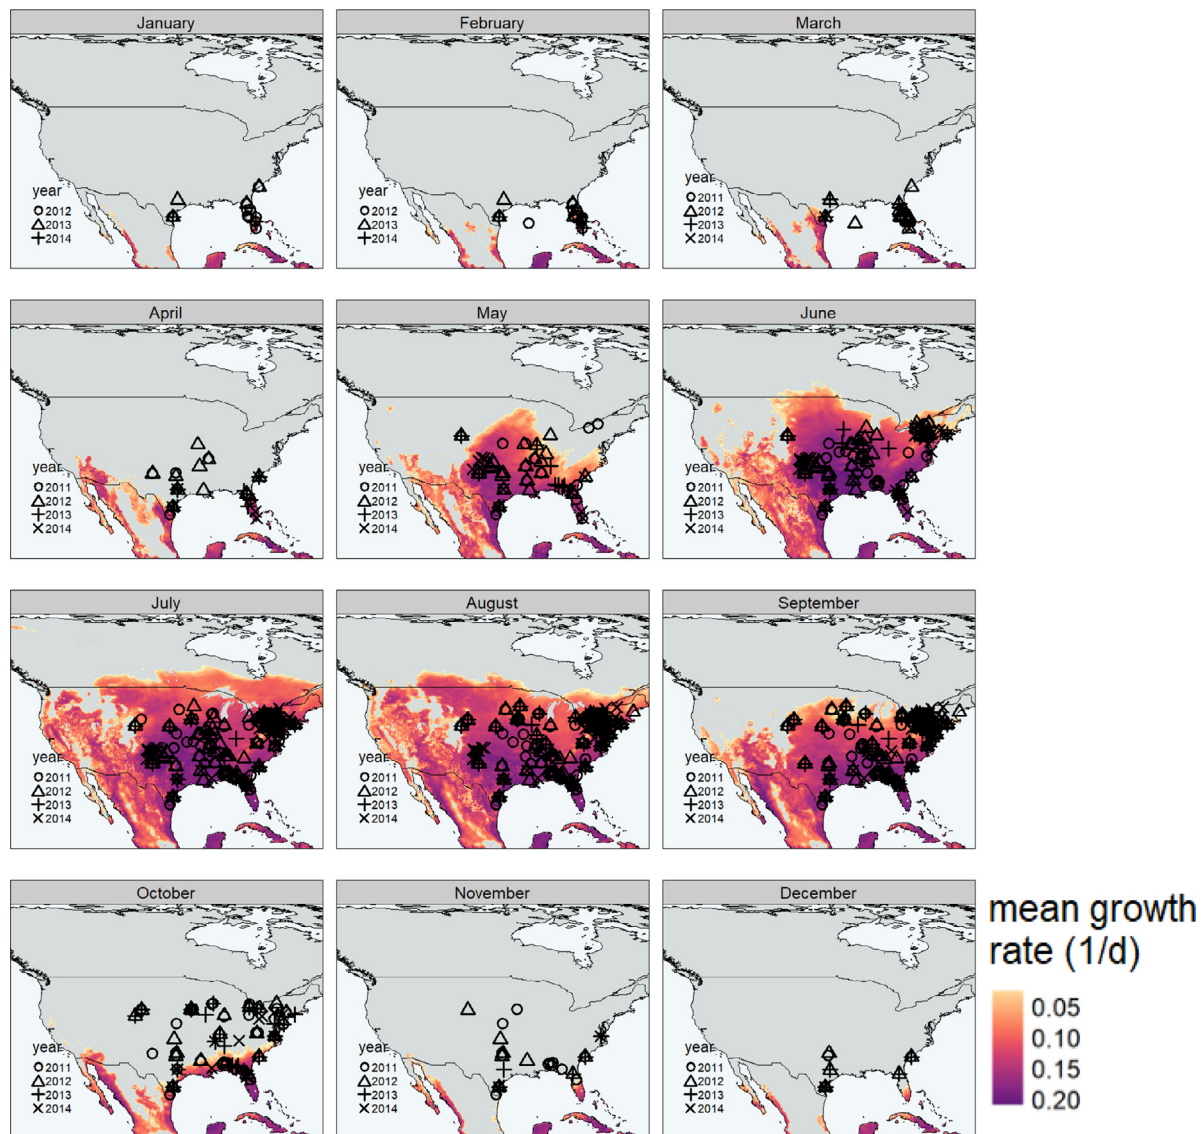 January
February
March
year
2012
2013
2014
year
2012
2013
2014
year
2011
2012
2013
2014
April
May
June
year
2011
2012
2013
2014
year
2011
2012
2013
2014
year
2011
2012
2013
2014
July
August
September
year
2011
2012
2013
2014
year
2011
2012
2013
2014
year
2011
2012
2013
2014
October
November
December
year
2011
2012
2013
2014
year
2011
2012
2013
2014
year
2011
2012
2013
2014
mean growth
rate (1/d)
0.05
0.10
0.15
0.20